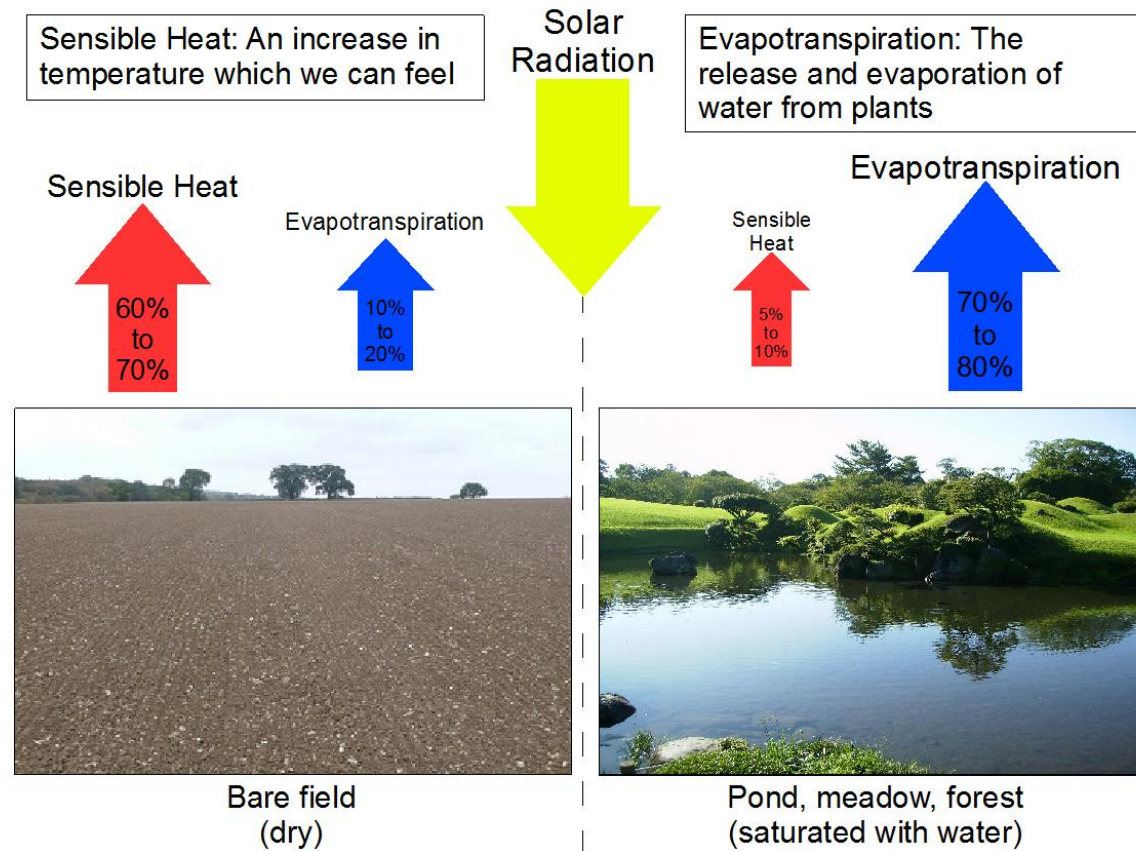 Sensible Heat: An increase in
temperature which we can feel
Solar
Radiation
Evapotranspiration: The
release and evaporation of
water from plants
Sensible Heat
60%
to
70%
Evapotranspiration
10%
to
20%
Sensible
Heat
5%
to
10%
Evapotranspiration
70%
to
80%
Bare field
(dry)
Pond, meadow, forest
(saturated with water)